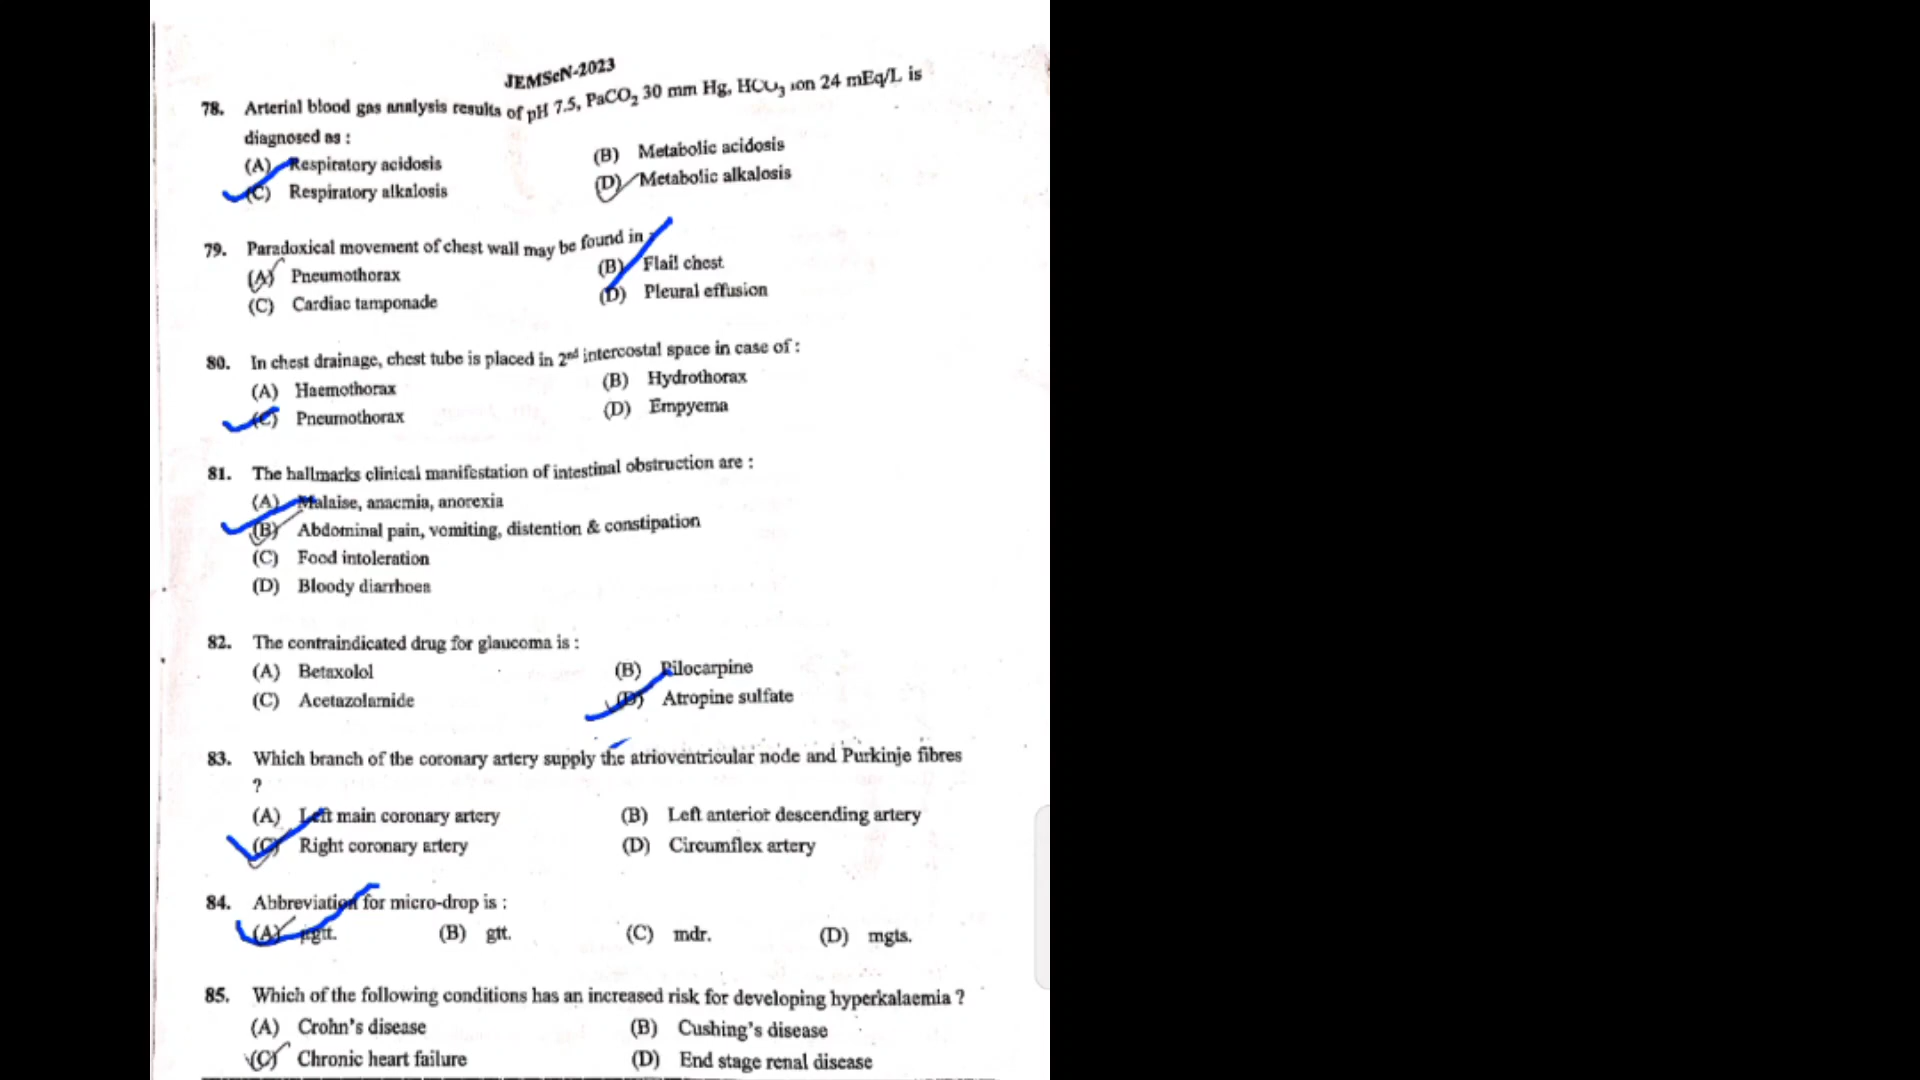 JEMScN-2023
78. Arterial blood gas analysis results of pH 7.5, PaCO2 30 mm Hg, HCO3 ion 24 mEq/L is
diagnosed as :
(A) Respiratory acidosis (B) Metabolic acidosis
(C) Respiratory alkalosis (D) Metabolic alkalosis
79. Paradoxical movement of chest wall may be found in :
(A) Pneumothorax (B) Flail chest
(C) Cardiac tamponade (D) Pleural effusion
80. In chest drainage, chest tube is placed in 2nd intercostal space in case of :
(A) Haemothorax (B) Hydrothorax
(C) Pneumothorax (D) Empyema
81. The hallmarks clinical manifestation of intestinal obstruction are :
(A) Malaise, anaemia, anorexia
(B) Abdominal pain, vomiting, distention & constipation
(C) Food intoleration
(D) Bloody diarrhoea
82. The contraindicated drug for glaucoma is :
(A) Betaxolol (B) Pilocarpine
(C) Acetazolamide (D) Atropine sulfate
83. Which branch of the coronary artery supply the atrioventricular node and Purkinje fibres
?
(A) Left main coronary artery (B) Left anterior descending artery
(C) Right coronary artery (D) Circumflex artery
84. Abbreviation for micro-drop is :
(A) µgtt. (B) gtt. (C) mdr. (D) mgts.
85. Which of the following conditions has an increased risk for developing hyperkalaemia ?
(A) Crohn's disease (B) Cushing's disease
(C) Chronic heart failure (D) End stage renal disease